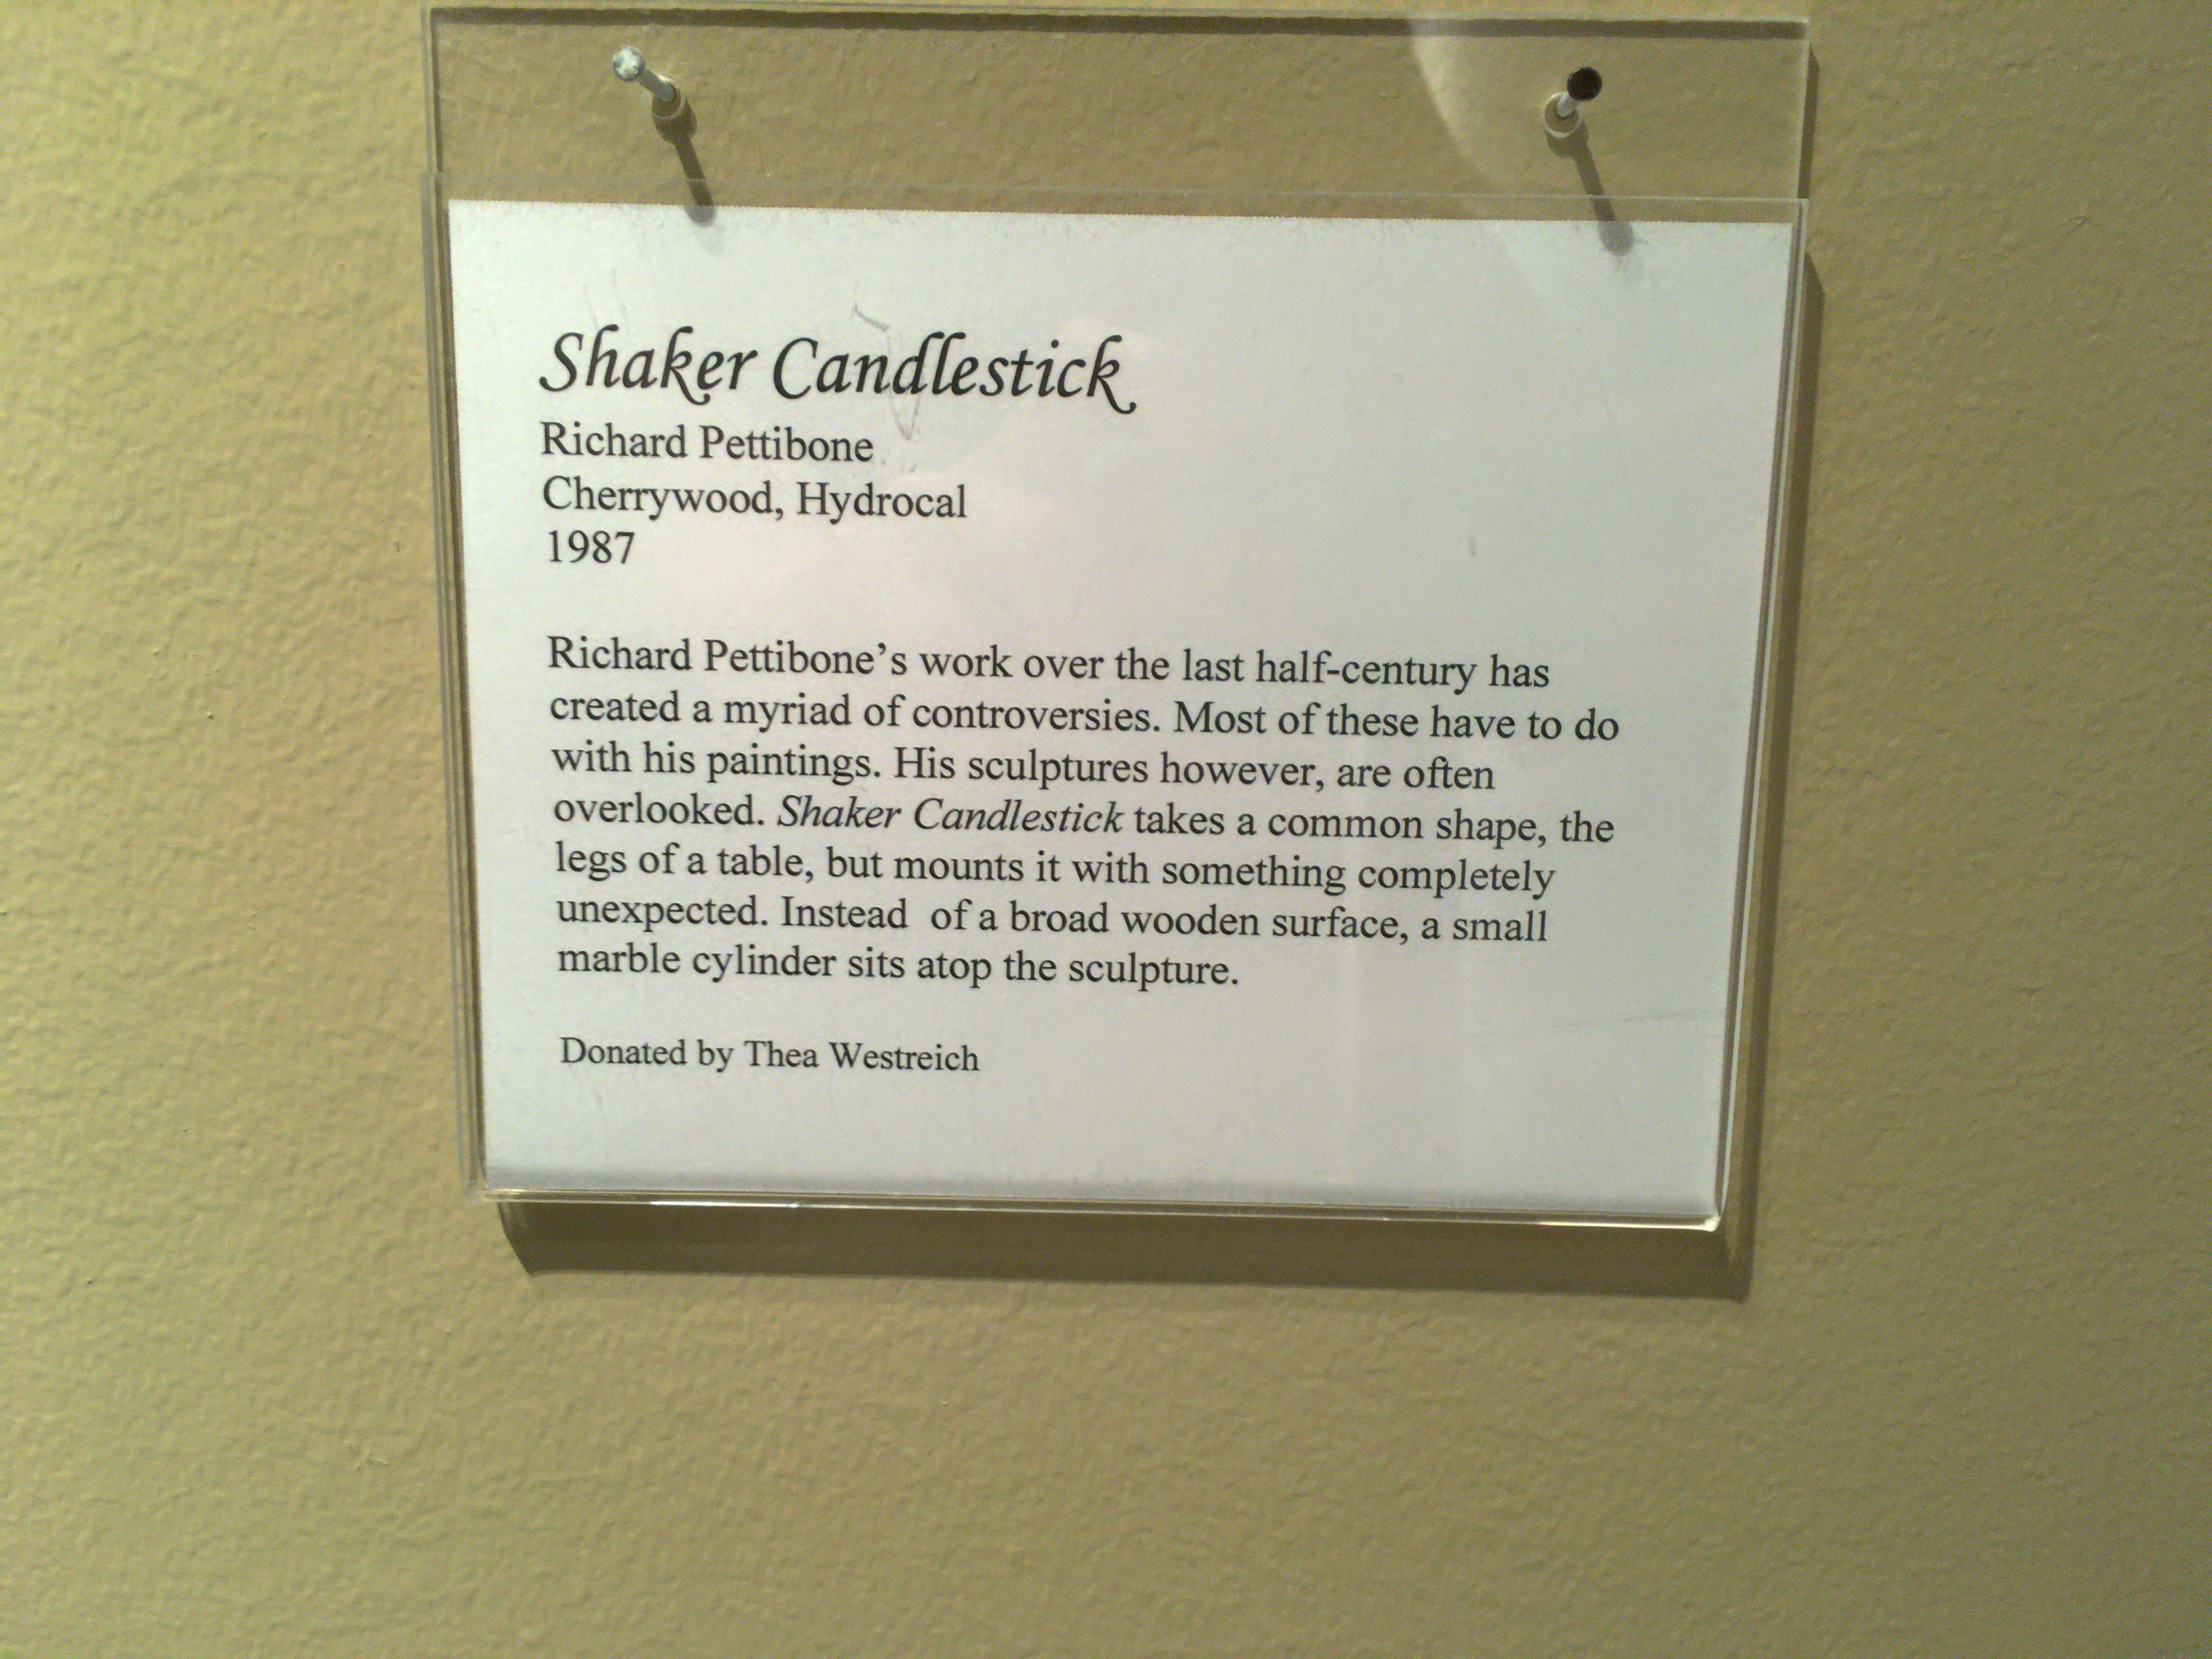 Shaker Candlestick
Richard Pettibone
Cherrywood, Hydrocal
1987
Richard Pettibone's work over the last half-century has
created a myriad of controversies. Most of these have to do
with his paintings. His sculptures however, are often
overlooked. Shaker Candlestick takes a common shape, the
legs of a table, but mounts it with something completely
unexpected. Instead  of a broad wooden surface, a small
marble cylinder sits atop the sculpture.
Donated by Thea Westreich